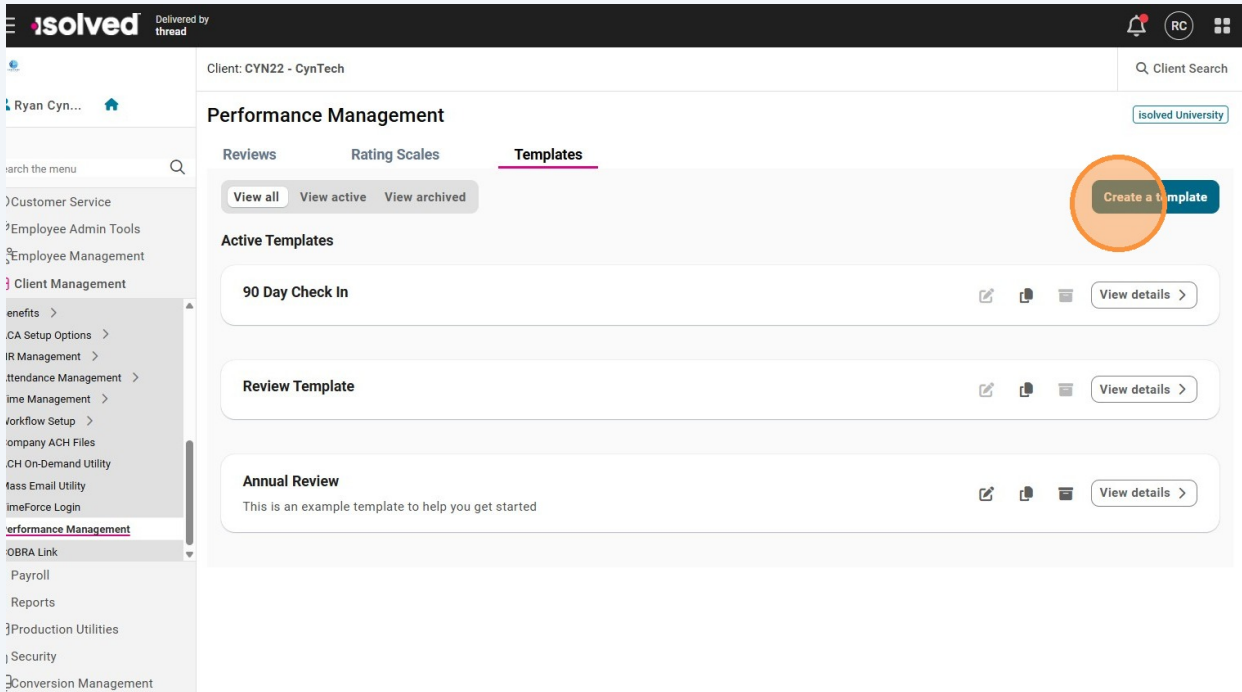 isolved Delivered by
thread
RC
Client: CYN22 - CynTech
Client Search
Ryan Cyn...
Performance Management
isolved University
Reviews Rating Scales Templates
earch the menu
View all View active View archived
Create a template
Customer Service
Employee Admin Tools
Employee Management
Client Management
enefits
CA Setup Options
HR Management
ttendance Management
ime Management
Workflow Setup
ompany ACH Files
CH On-Demand Utility
Mass Email Utility
imeForce Login
erformance Management
OBRA Link
Payroll
Reports
Production Utilities
Security
Conversion Management
Active Templates
90 Day Check In
View details
Review Template
View details
Annual Review
This is an example template to help you get started
View details